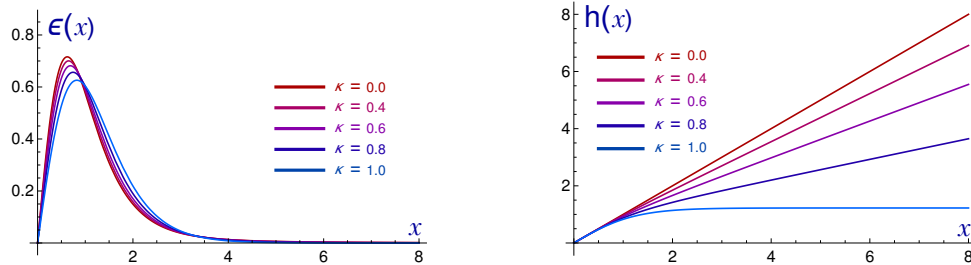 ϵ(x)
0.8
0.6
0.4
0.2
κ = 0.0
κ = 0.4
κ = 0.6
κ = 0.8
κ = 1.0
x
0
2
4
6
8
h(x)
8
6
4
2
κ = 0.0
κ = 0.4
κ = 0.6
κ = 0.8
κ = 1.0
x
0
2
4
6
8